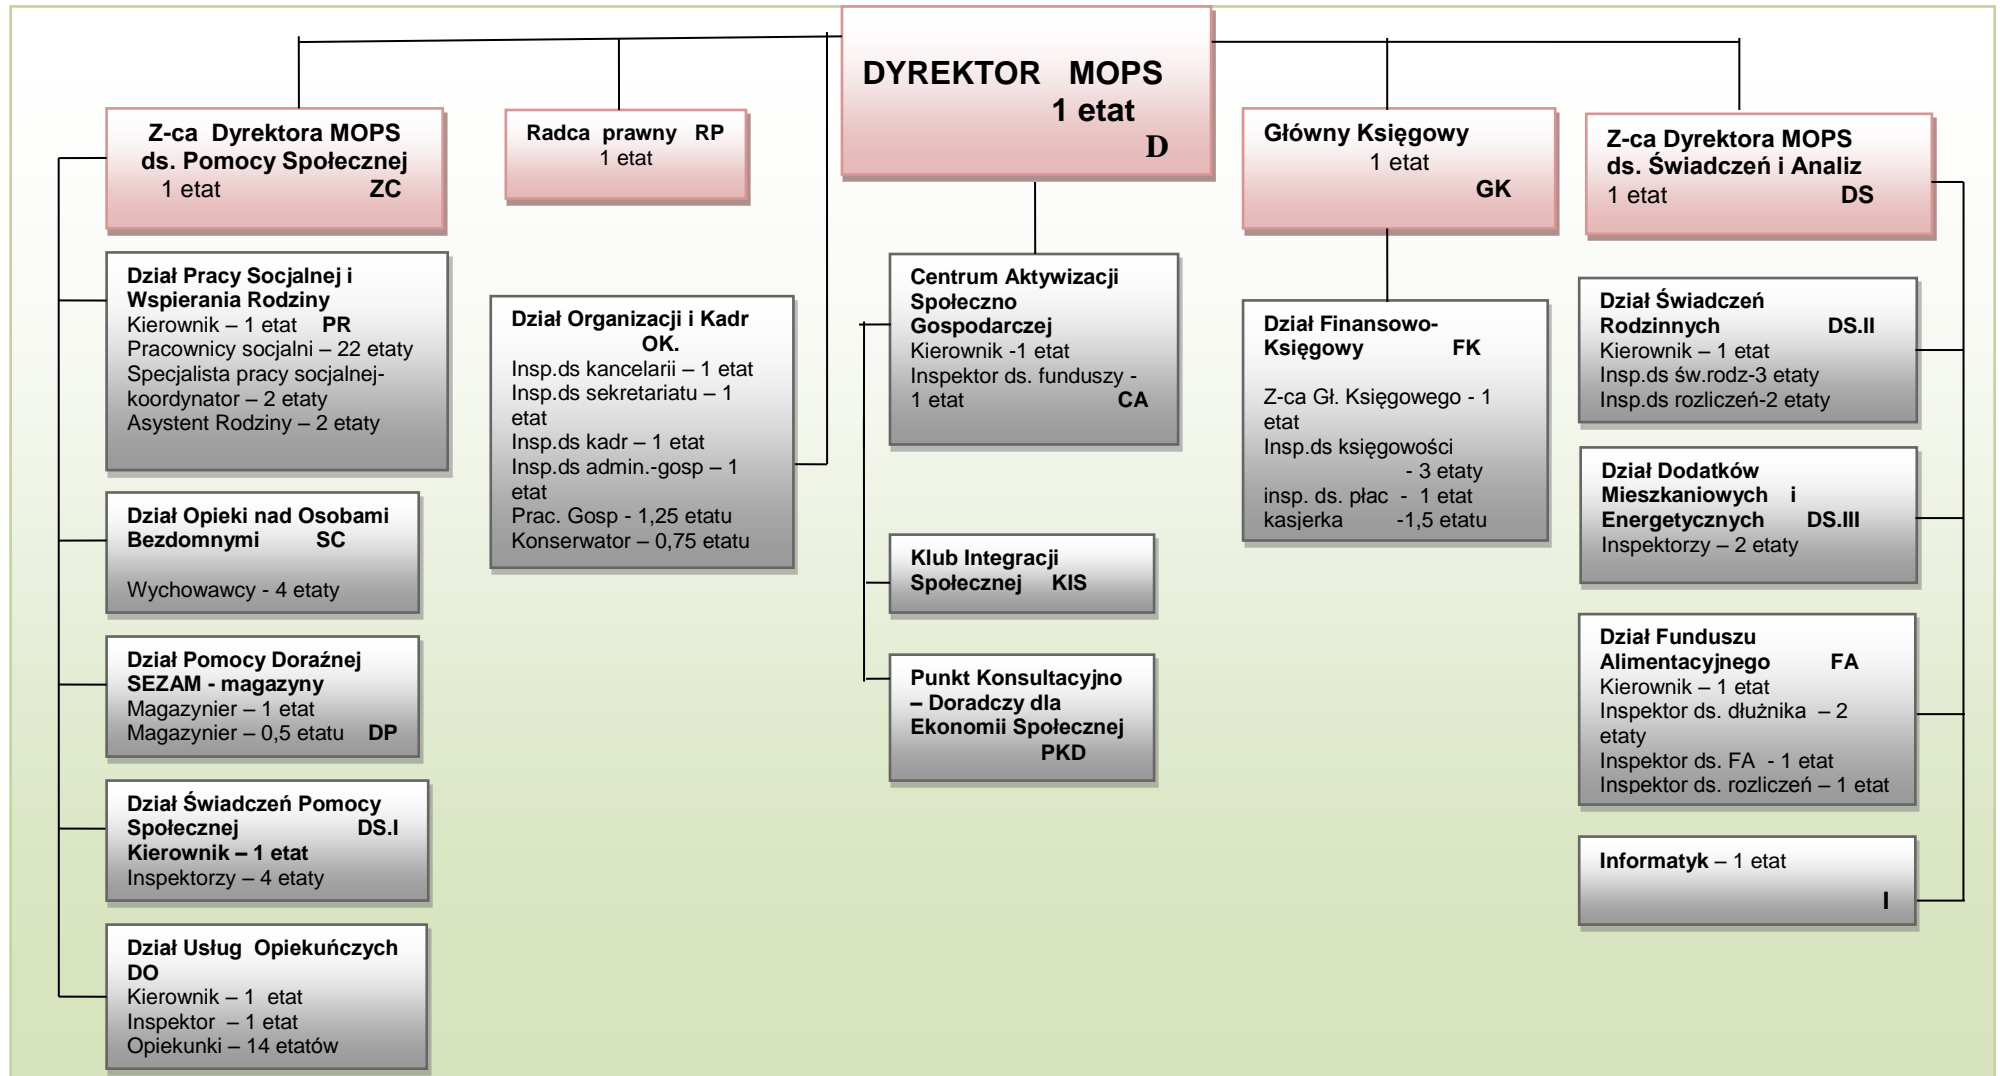 DYREKTOR MOPS
1 etat
D
Z-ca Dyrektora MOPS
ds. Pomocy Społecznej
1 etat ZC
Radca prawny RP
1 etat
Główny Księgowy
1 etat
GK
Z-ca Dyrektora MOPS
ds. Świadczeń i Analiz
1 etat DS
Dział Pracy Socjalnej i
Wspierania Rodziny
Kierownik – 1 etat PR
Pracownicy socjalni – 22 etaty
Specjalista pracy socjalnej-
koordynator – 2 etaty
Asystent Rodziny – 2 etaty
Dział Opieki nad Osobami
Bezdomnymi SC
Wychowawcy - 4 etaty
Dział Pomocy Doraźnej
SEZAM - magazyny
Magazynier – 1 etat
Magazynier – 0,5 etatu DP
Dział Świadczeń Pomocy
Społecznej DS.I
Kierownik – 1 etat
Inspektorzy – 4 etaty
Dział Usług Opiekuńczych
DO
Kierownik – 1 etat
Inspektor – 1 etat
Opiekunki – 14 etatów
Dział Organizacji i Kadr
OK.
Insp.ds kancelarii – 1 etat
Insp.ds sekretariatu – 1
etat
Insp.ds kadr – 1 etat
Insp.ds admin.-gosp – 1
etat
Prac. Gosp - 1,25 etatu
Konserwator – 0,75 etatu
Centrum Aktywizacji
Społeczno
Gospodarczej
Kierownik -1 etat
Inspektor ds. funduszy -
1 etat CA
Klub Integracji
Społecznej KIS
Punkt Konsultacyjno
– Doradczy dla
Ekonomii Społecznej
PKD
Dział Finansowo-
Księgowy FK
Z-ca Gł. Księgowego - 1
etat
Insp.ds księgowości
- 3 etaty
insp. ds. płac - 1 etat
kasjerka -1,5 etatu
Dział Świadczeń
Rodzinnych DS.II
Kierownik – 1 etat
Insp.ds św.rodz-3 etaty
Insp.ds rozliczeń-2 etaty
Dział Dodatków
Mieszkaniowych i
Energetycznych DS.III
Inspektorzy – 2 etaty
Dział Funduszu
Alimentacyjnego FA
Kierownik – 1 etat
Inspektor ds. dłużnika – 2
etaty
Inspektor ds. FA - 1 etat
Inspektor ds. rozliczeń – 1 etat
Informatyk – 1 etat
I